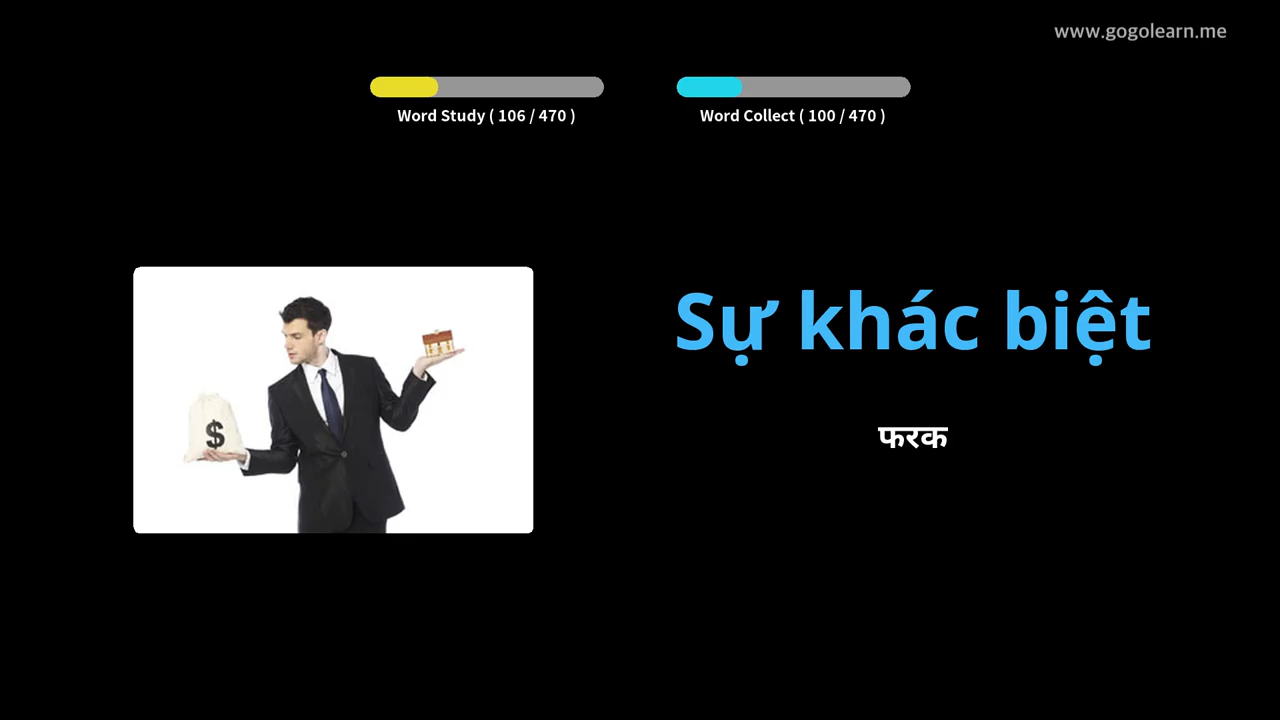 www.gogolearn.me
Word Study ( 106 / 470 )
Word Collect ( 100 / 470 )
Sự khác biệt
$
फरक